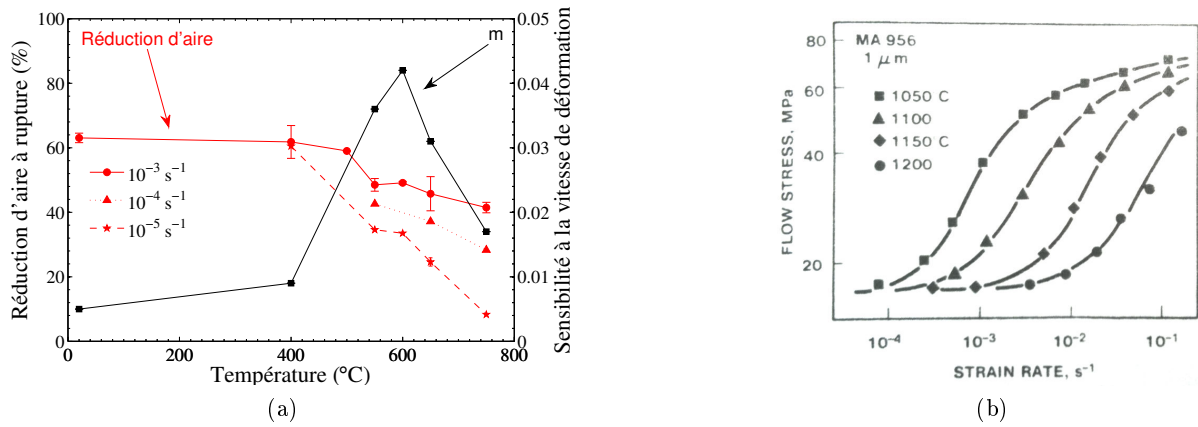 Réduction d'aire à rupture (%)
100
80
60
40
20
0
Réduction d'aire
m
10⁻³ s⁻¹
10⁻⁴ s⁻¹
10⁻⁵ s⁻¹
0 200 400 600 800
Température (°C)
0.05
0.04
0.03
0.02
0.01
0
Sensibilité à la vitesse de déformation
(a)
FLOW STRESS, MPa
80
60
40
20
MA 956
1 μm
1050 C
1100
1150 C
1200
10⁻⁴ 10⁻³ 10⁻² 10⁻¹
STRAIN RATE, s⁻¹
(b)